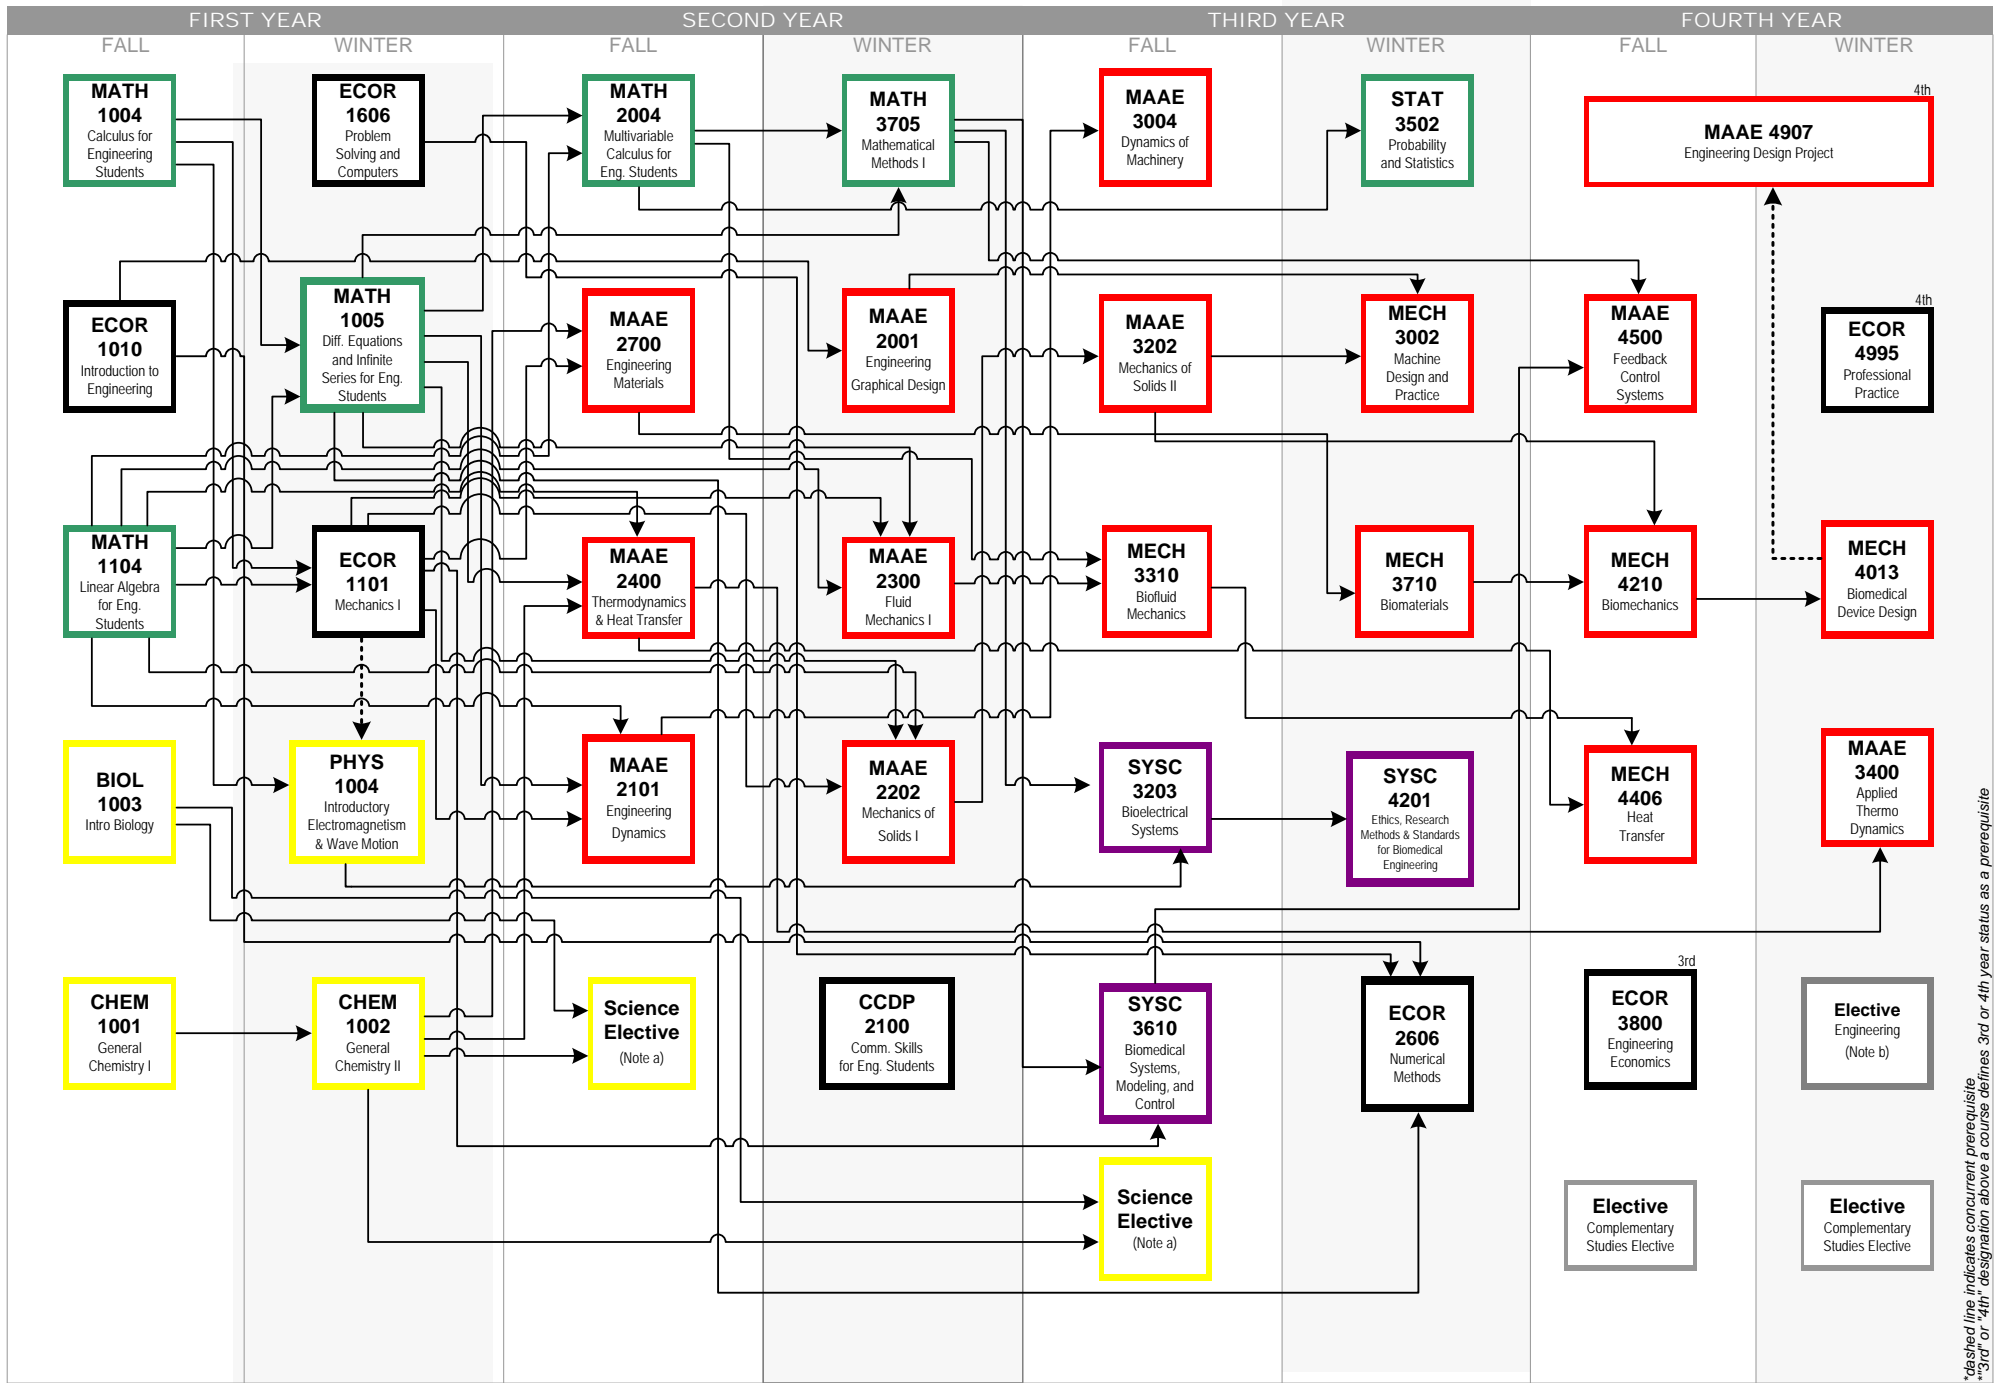 FIRST YEAR
SECOND YEAR
THIRD YEAR
FOURTH YEAR
FALL
WINTER
FALL
WINTER
FALL
WINTER
FALL
WINTER
MATH
1004
Calculus for
Engineering
Students
ECOR
1606
Problem
Solving and
Computers
MATH
2004
Multivariable
Calculus for
Eng. Students
MATH
3705
Mathematical
Methods I
MAAE
3004
Dynamics of
Machinery
STAT
3502
Probability
and Statistics
4th
MAAE 4907
Engineering Design Project
ECOR
1010
Introduction to
Engineering
MATH
1005
Diff. Equations
and Infinite
Series for Eng.
Students
MAAE
2700
Engineering
Materials
MAAE
2001
Engineering
Graphical Design
MAAE
3202
Mechanics of
Solids II
MECH
3002
Machine
Design and
Practice
MAAE
4500
Feedback
Control
Systems
4th
ECOR
4995
Professional
Practice
MATH
1104
Linear Algebra
for Eng.
Students
ECOR
1101
Mechanics I
MAAE
2400
Thermodynamics
& Heat Transfer
MAAE
2300
Fluid
Mechanics I
MECH
3310
Biofluid
Mechanics
MECH
3710
Biomaterials
MECH
4210
Biomechanics
MECH
4013
Biomedical
Device Design
BIOL
1003
Intro Biology
PHYS
1004
Introductory
Electromagnetism
& Wave Motion
MAAE
2101
Engineering
Dynamics
MAAE
2202
Mechanics of
Solids I
SYSC
3203
Bioelectrical
Systems
SYSC
4201
Ethics, Research
Methods & Standards
for Biomedical
Engineering
MECH
4406
Heat
Transfer
MAAE
3400
Applied
Thermo
Dynamics
CHEM
1001
General
Chemistry I
CHEM
1002
General
Chemistry II
Science
Elective
(Note a)
CCDP
2100
Comm. Skills
for Eng. Students
SYSC
3610
Biomedical
Systems,
Modeling, and
Control
ECOR
2606
Numerical
Methods
3rd
ECOR
3800
Engineering
Economics
Elective
Engineering
(Note b)
Science
Elective
(Note a)
Elective
Complementary
Studies Elective
Elective
Complementary
Studies Elective
*dashed line indicates concurrent prerequisite
*"3rd" or "4th" designation above a course defines 3rd or 4th year status as a prerequisite